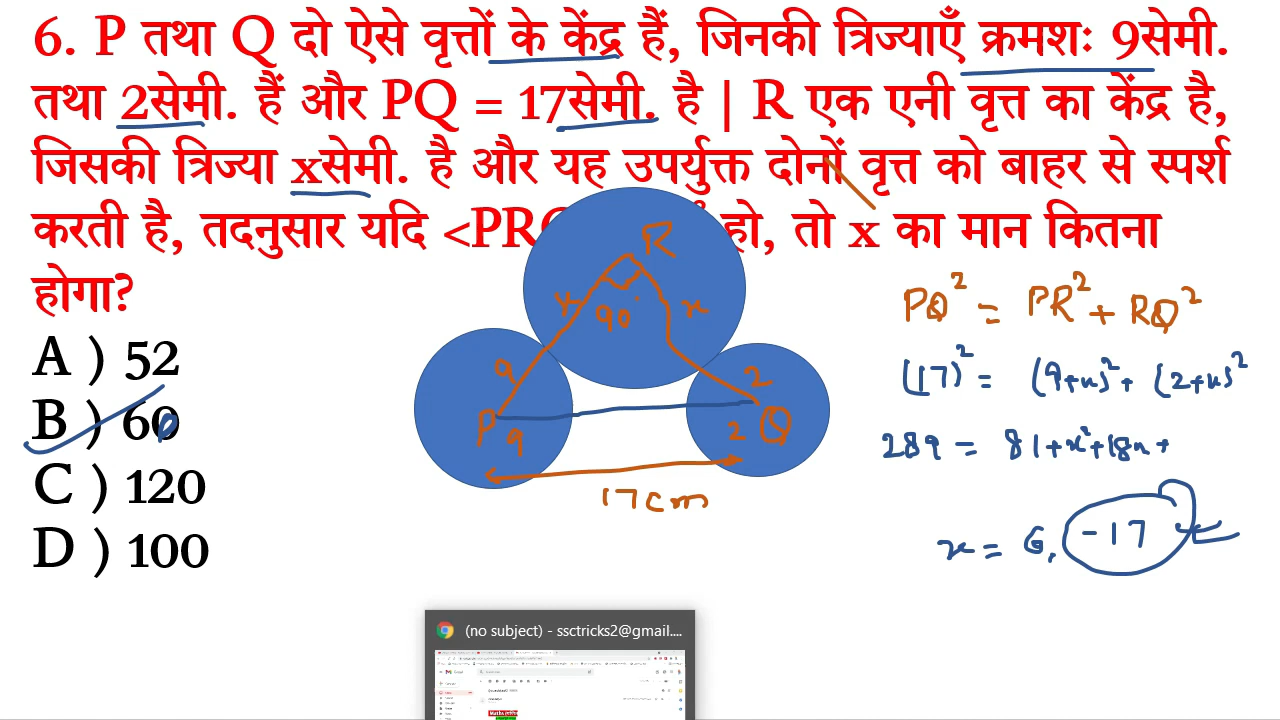 6. P तथा Q दो ऐसे वृत्तों के केंद्र हैं, जिनकी त्रिज्याएँ क्रमशः 9सेमी.
तथा 2सेमी. हैं और PQ = 17सेमी. है | R एक एनी वृत्त का केंद्र है,
जिसकी त्रिज्या xसेमी. है और यह उपर्युक्त दोनों वृत्त को बाहर से स्पर्श
करती है, तदनुसार यदि <PR हो, तो x का मान कितना
होगा?
A ) 52
B ) 60
C ) 120
D ) 100
R
x
90°
x
9
2
P
9
2
Q
17cm
PQ² = PR² + RQ²
(17)² = (9+x)² + (2+x)²
289 = 81+x²+18x+
x = 6, -17
(no subject) - ssctricks2@gmail....